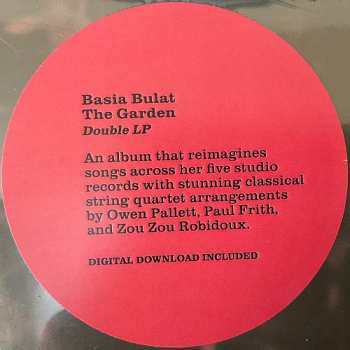 Basia Bulat
The Garden
Double LP
An album that reimagines
songs across her five studio
records with stunning classical
string quartet arrangements
by Owen Pallett, Paul Frith,
and Zou Zou Robidoux.
DIGITAL DOWNLOAD INCLUDED